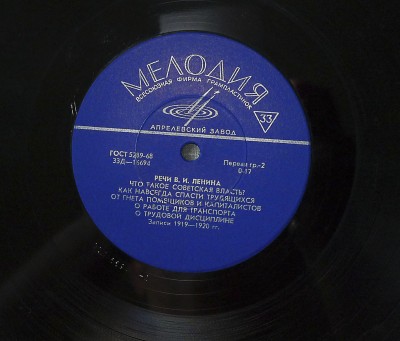 МЕЛОДИЯ
ВСЕСОЮЗНАЯ ФИРМА ГРАМПЛАСТИНОК
33
АПРЕЛЕВСКИЙ ЗАВОД
ГОСТ 5289-68
33Д—15694
Перезап гр.-2
0-17
РЕЧИ В. И. ЛЕНИНА
ЧТО ТАКОЕ СОВЕТСКАЯ ВЛАСТЬ?
КАК НАВСЕГДА СПАСТИ ТРУДЯЩИХСЯ
ОТ ГНЕТА ПОМЕЩИКОВ И КАПИТАЛИСТОВ
О РАБОТЕ ДЛЯ ТРАНСПОРТА
О ТРУДОВОЙ ДИСЦИПЛИНЕ
Записи 1919—1920 гг.